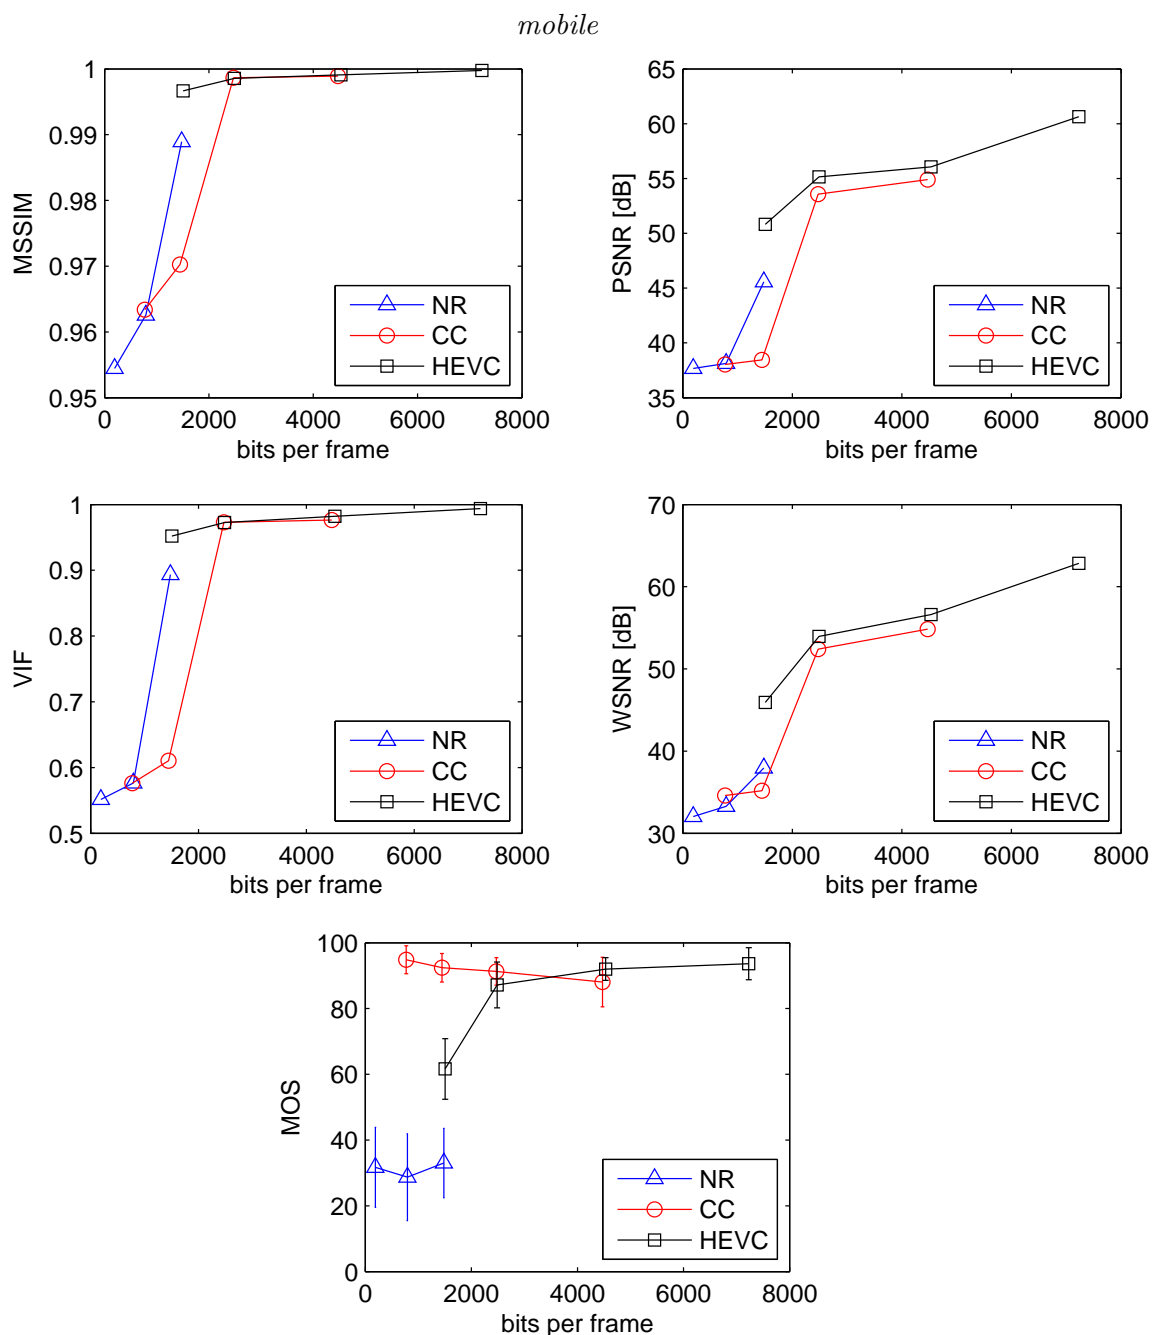 mobile
MSSIM
1
0.99
0.98
0.97
0.96
0.95
0 2000 4000 6000 8000
bits per frame
NR
CC
HEVC
PSNR [dB]
65
60
55
50
45
40
35
0 2000 4000 6000 8000
bits per frame
NR
CC
HEVC
VIF
1
0.9
0.8
0.7
0.6
0.5
0 2000 4000 6000 8000
bits per frame
NR
CC
HEVC
WSNR [dB]
70
60
50
40
30
0 2000 4000 6000 8000
bits per frame
NR
CC
HEVC
MOS
100
80
60
40
20
0
0 2000 4000 6000 8000
bits per frame
NR
CC
HEVC